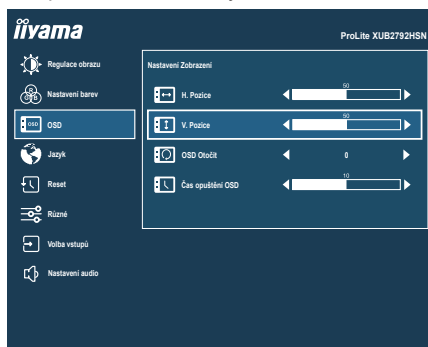 iiyama
ProLite XUB2792HSN
Regulace obrazu
Nastavení barev
OSD
OSD
Jazyk
Reset
Různé
Volba vstupů
Nastavení audio
Nastavení Zobrazení
H. Pozice
50
V. Pozice
50
OSD Otočit
0
Čas opuštění OSD
10